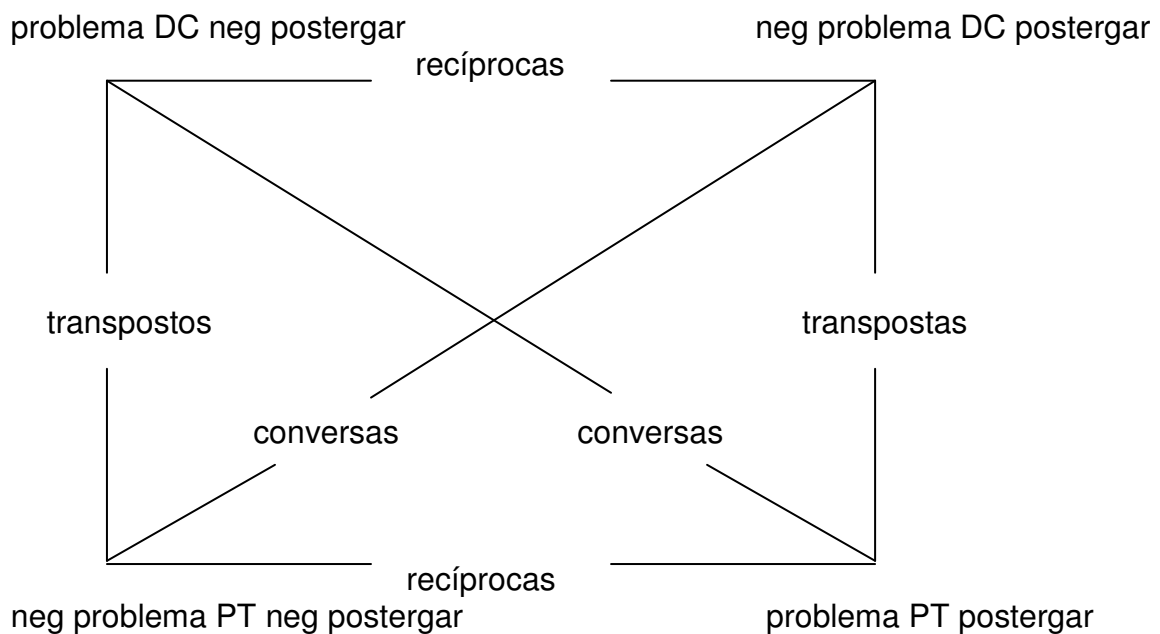 problema DC neg postergar
neg problema DC postergar
recíprocas
transpostos
transpostas
conversas
conversas
recíprocas
neg problema PT neg postergar
problema PT postergar